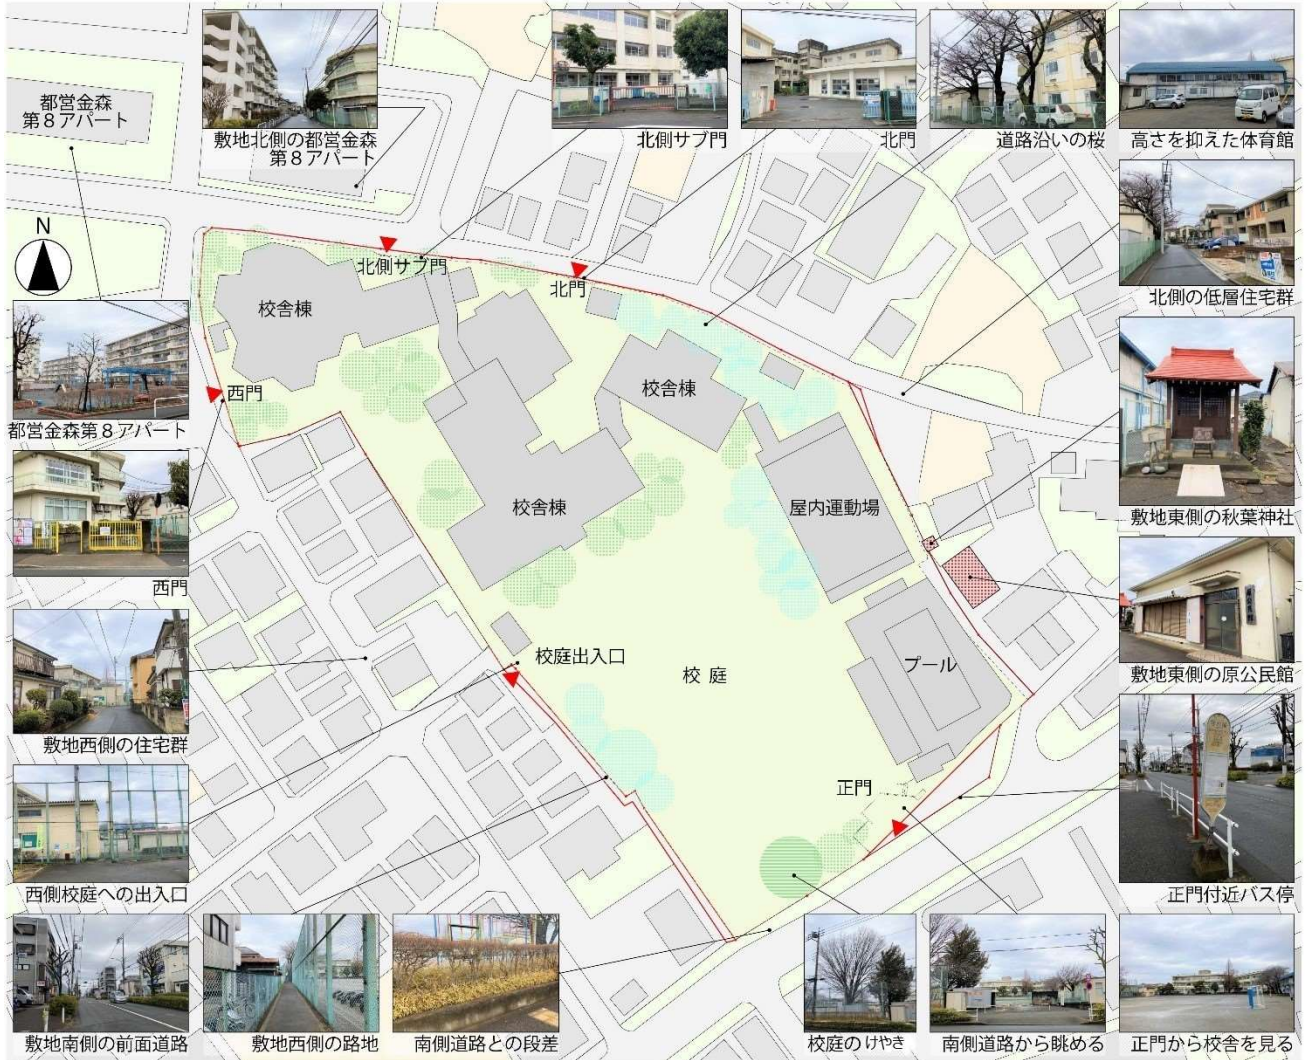 都営金森
第８アパート
敷地北側の都営金森
第８アパート
北側サブ門
北門
道路沿いの桜
高さを抑えた体育館
N
北側サブ門
北門
校舎棟
北側の低層住宅群
西門
校舎棟
都営金森第８アパート
校舎棟
屋内運動場
敷地東側の秋葉神社
西門
校庭出入口
校庭
プール
敷地東側の原公民館
敷地西側の住宅群
正門
西側校庭への出入口
正門付近バス停
敷地南側の前面道路
敷地西側の路地
南側道路との段差
校庭のけやき
南側道路から眺める
正門から校舎を見る